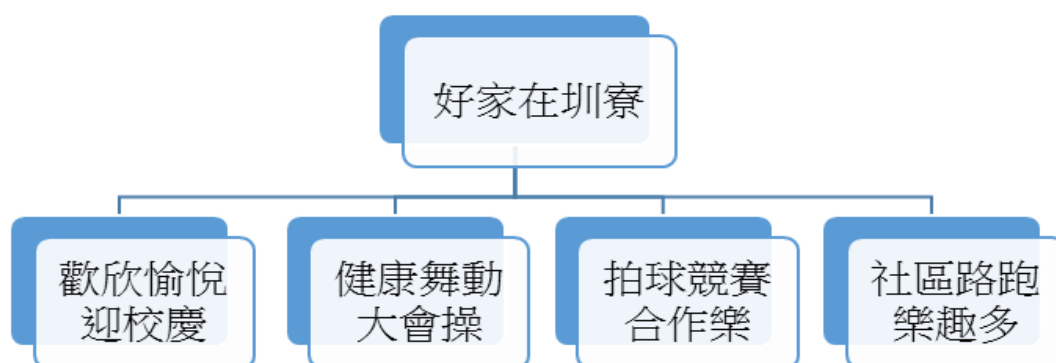 好家在圳寮
歡欣愉悅
迎校慶
健康舞動
大會操
拍球競賽
合作樂
社區路跑
樂趣多